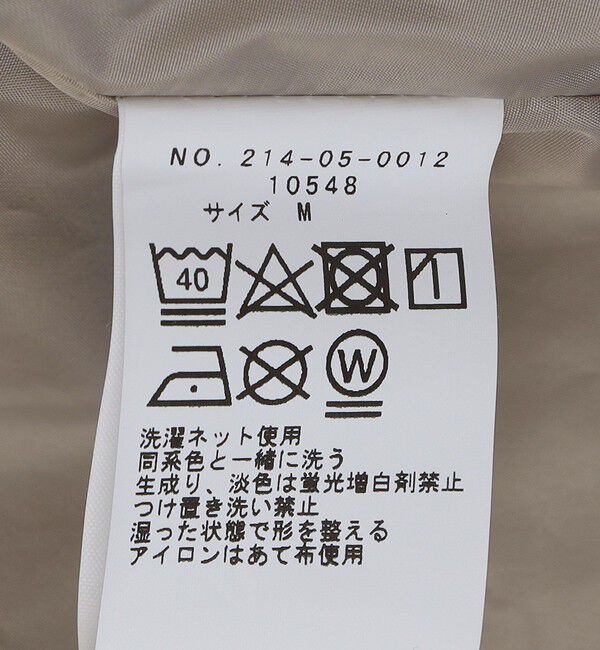 NO. 214-05-0012
10548
サイズ M
40
W
洗濯ネット使用
同系色と一緒に洗う
生成り、淡色は蛍光増白剤禁止
つけ置き洗い禁止
湿った状態で形を整える
アイロンはあて布使用